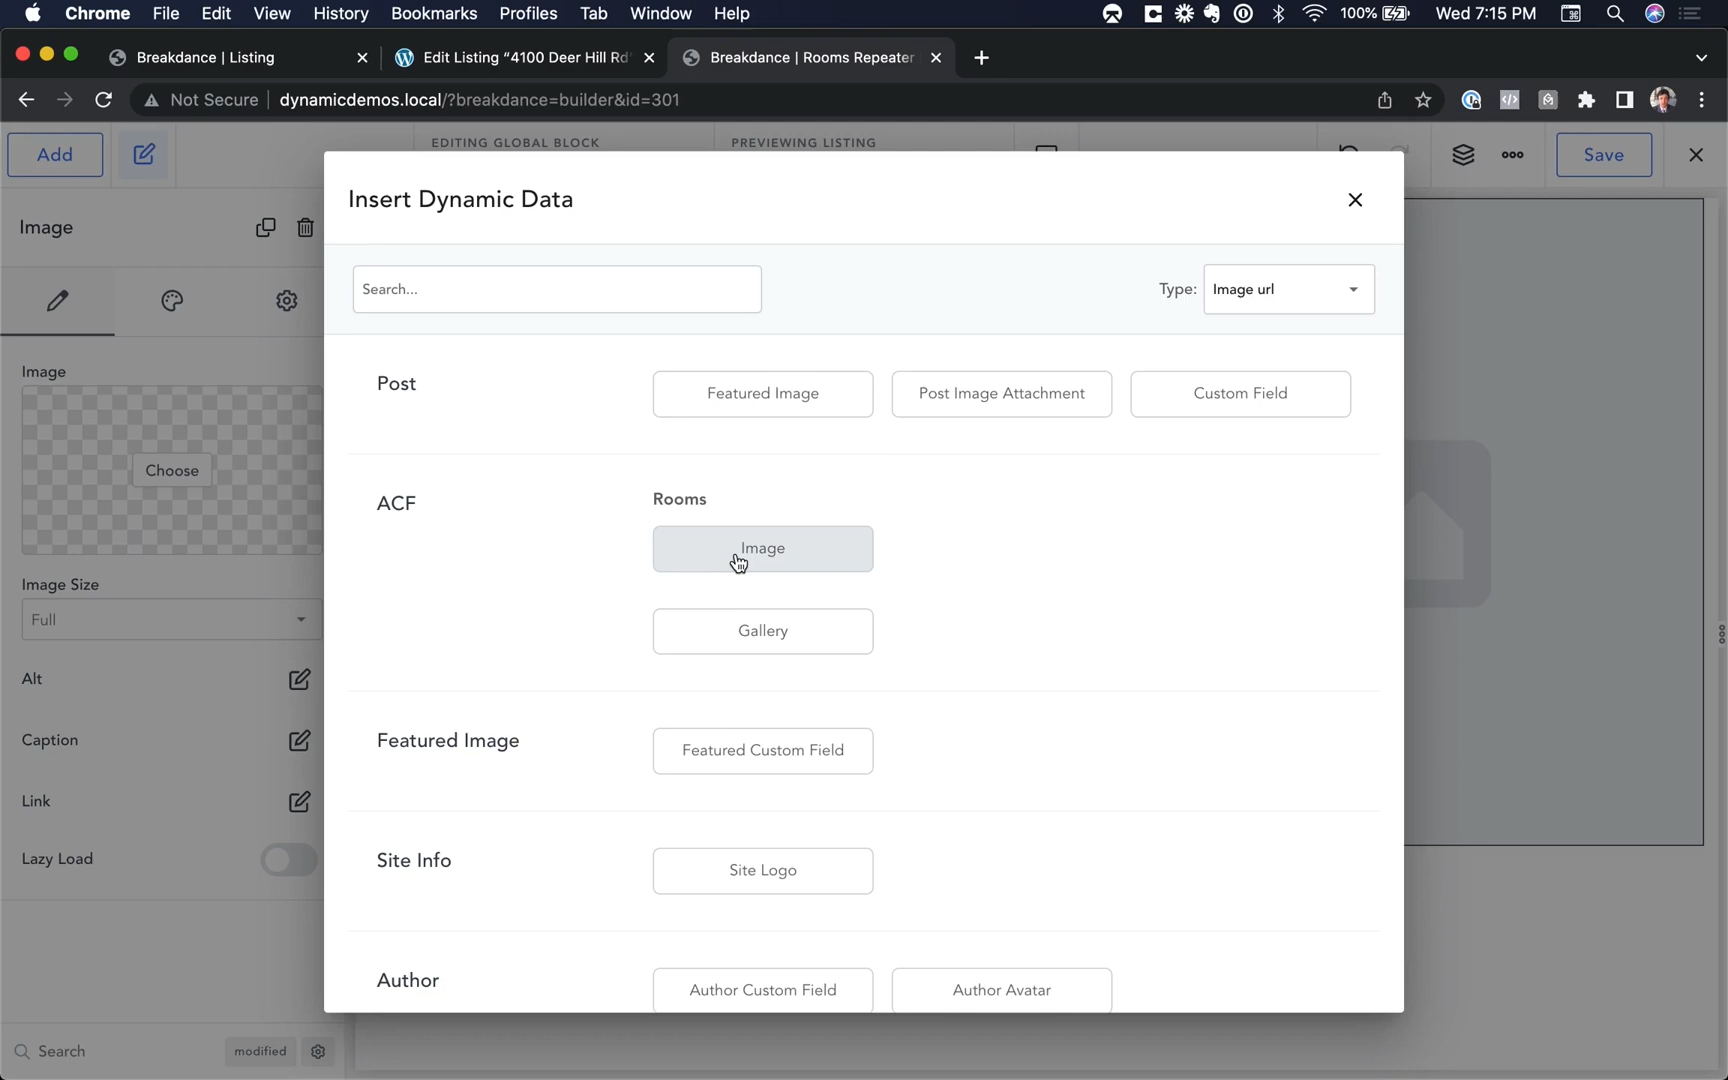 Chrome File Edit View History Bookmarks Profiles Tab Window Help 100% Wed 7:15 PM
Breakdance | Listing
Edit Listing “4100 Deer Hill Rd”
Breakdance | Rooms Repeater
Not Secure dynamicdemos.local/?breakdance=builder&id=301
Add
EDITING GLOBAL BLOCK
PREVIEWING LISTING
Save
Insert Dynamic Data
Image
Search...
Type: Image url
Image
Choose
Image Size
Full
Alt
Caption
Link
Lazy Load
Search
modified
Post
Featured Image
Post Image Attachment
Custom Field
ACF
Rooms
Image
Gallery
Featured Image
Featured Custom Field
Site Info
Site Logo
Author
Author Custom Field
Author Avatar